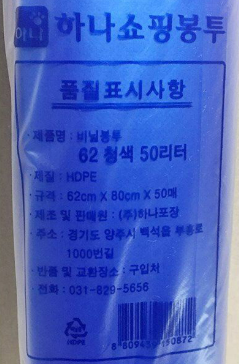 하나 하나쇼핑봉투
품질표시사항
· 제품명 : 비닐봉투
62 청색 50리터
· 재질 : HDPE
· 규격 : 62cm X 80cm X 50매
· 제조 및 판매원 : (주)하나포장
· 주소 : 경기도 양주시 백석읍 부흥로
1000번길
· 반품 및 교환장소 : 구입처
· 전화 : 031-829-5656
HDPE